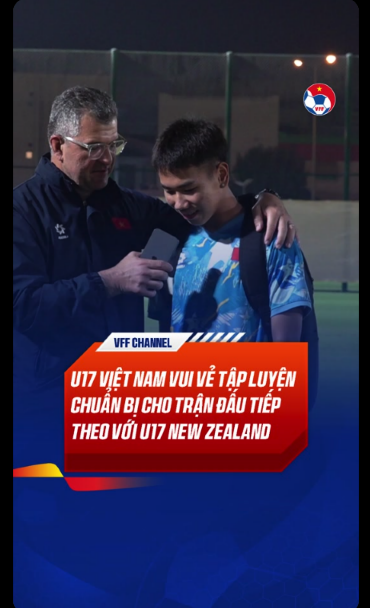 VFF
VFF CHANNEL
U17 VIỆT NAM VUI VẺ TẬP LUYỆN
CHUẨN BỊ CHO TRẬN ĐẤU TIẾP
THEO VỚI U17 NEW ZEALAND